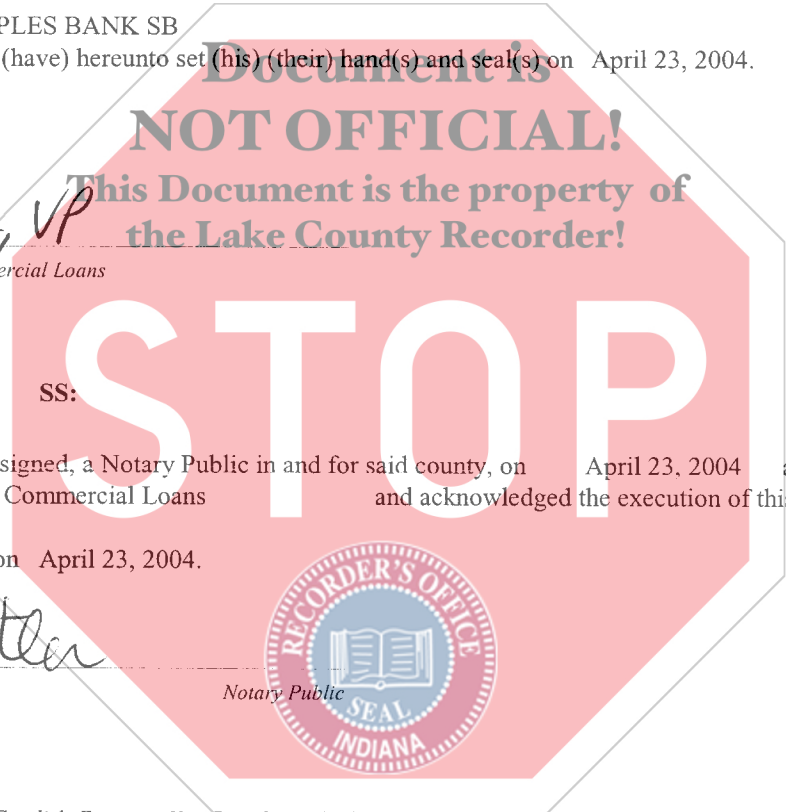 PLES BANK SB
(have) hereunto set (his) (their) hand(s) and seal(s) on April 23, 2004.
Document is
NOT OFFICIAL!
This Document is the property of
the Lake County Recorder!
, VP
ercial Loans
STOP
SS:
signed, a Notary Public in and for said county, on April 23, 2004 a
Commercial Loans and acknowledged the execution of this
on April 23, 2004.
tler
Notary Public
RECORDER'S OFFICE
SEAL
INDIANA